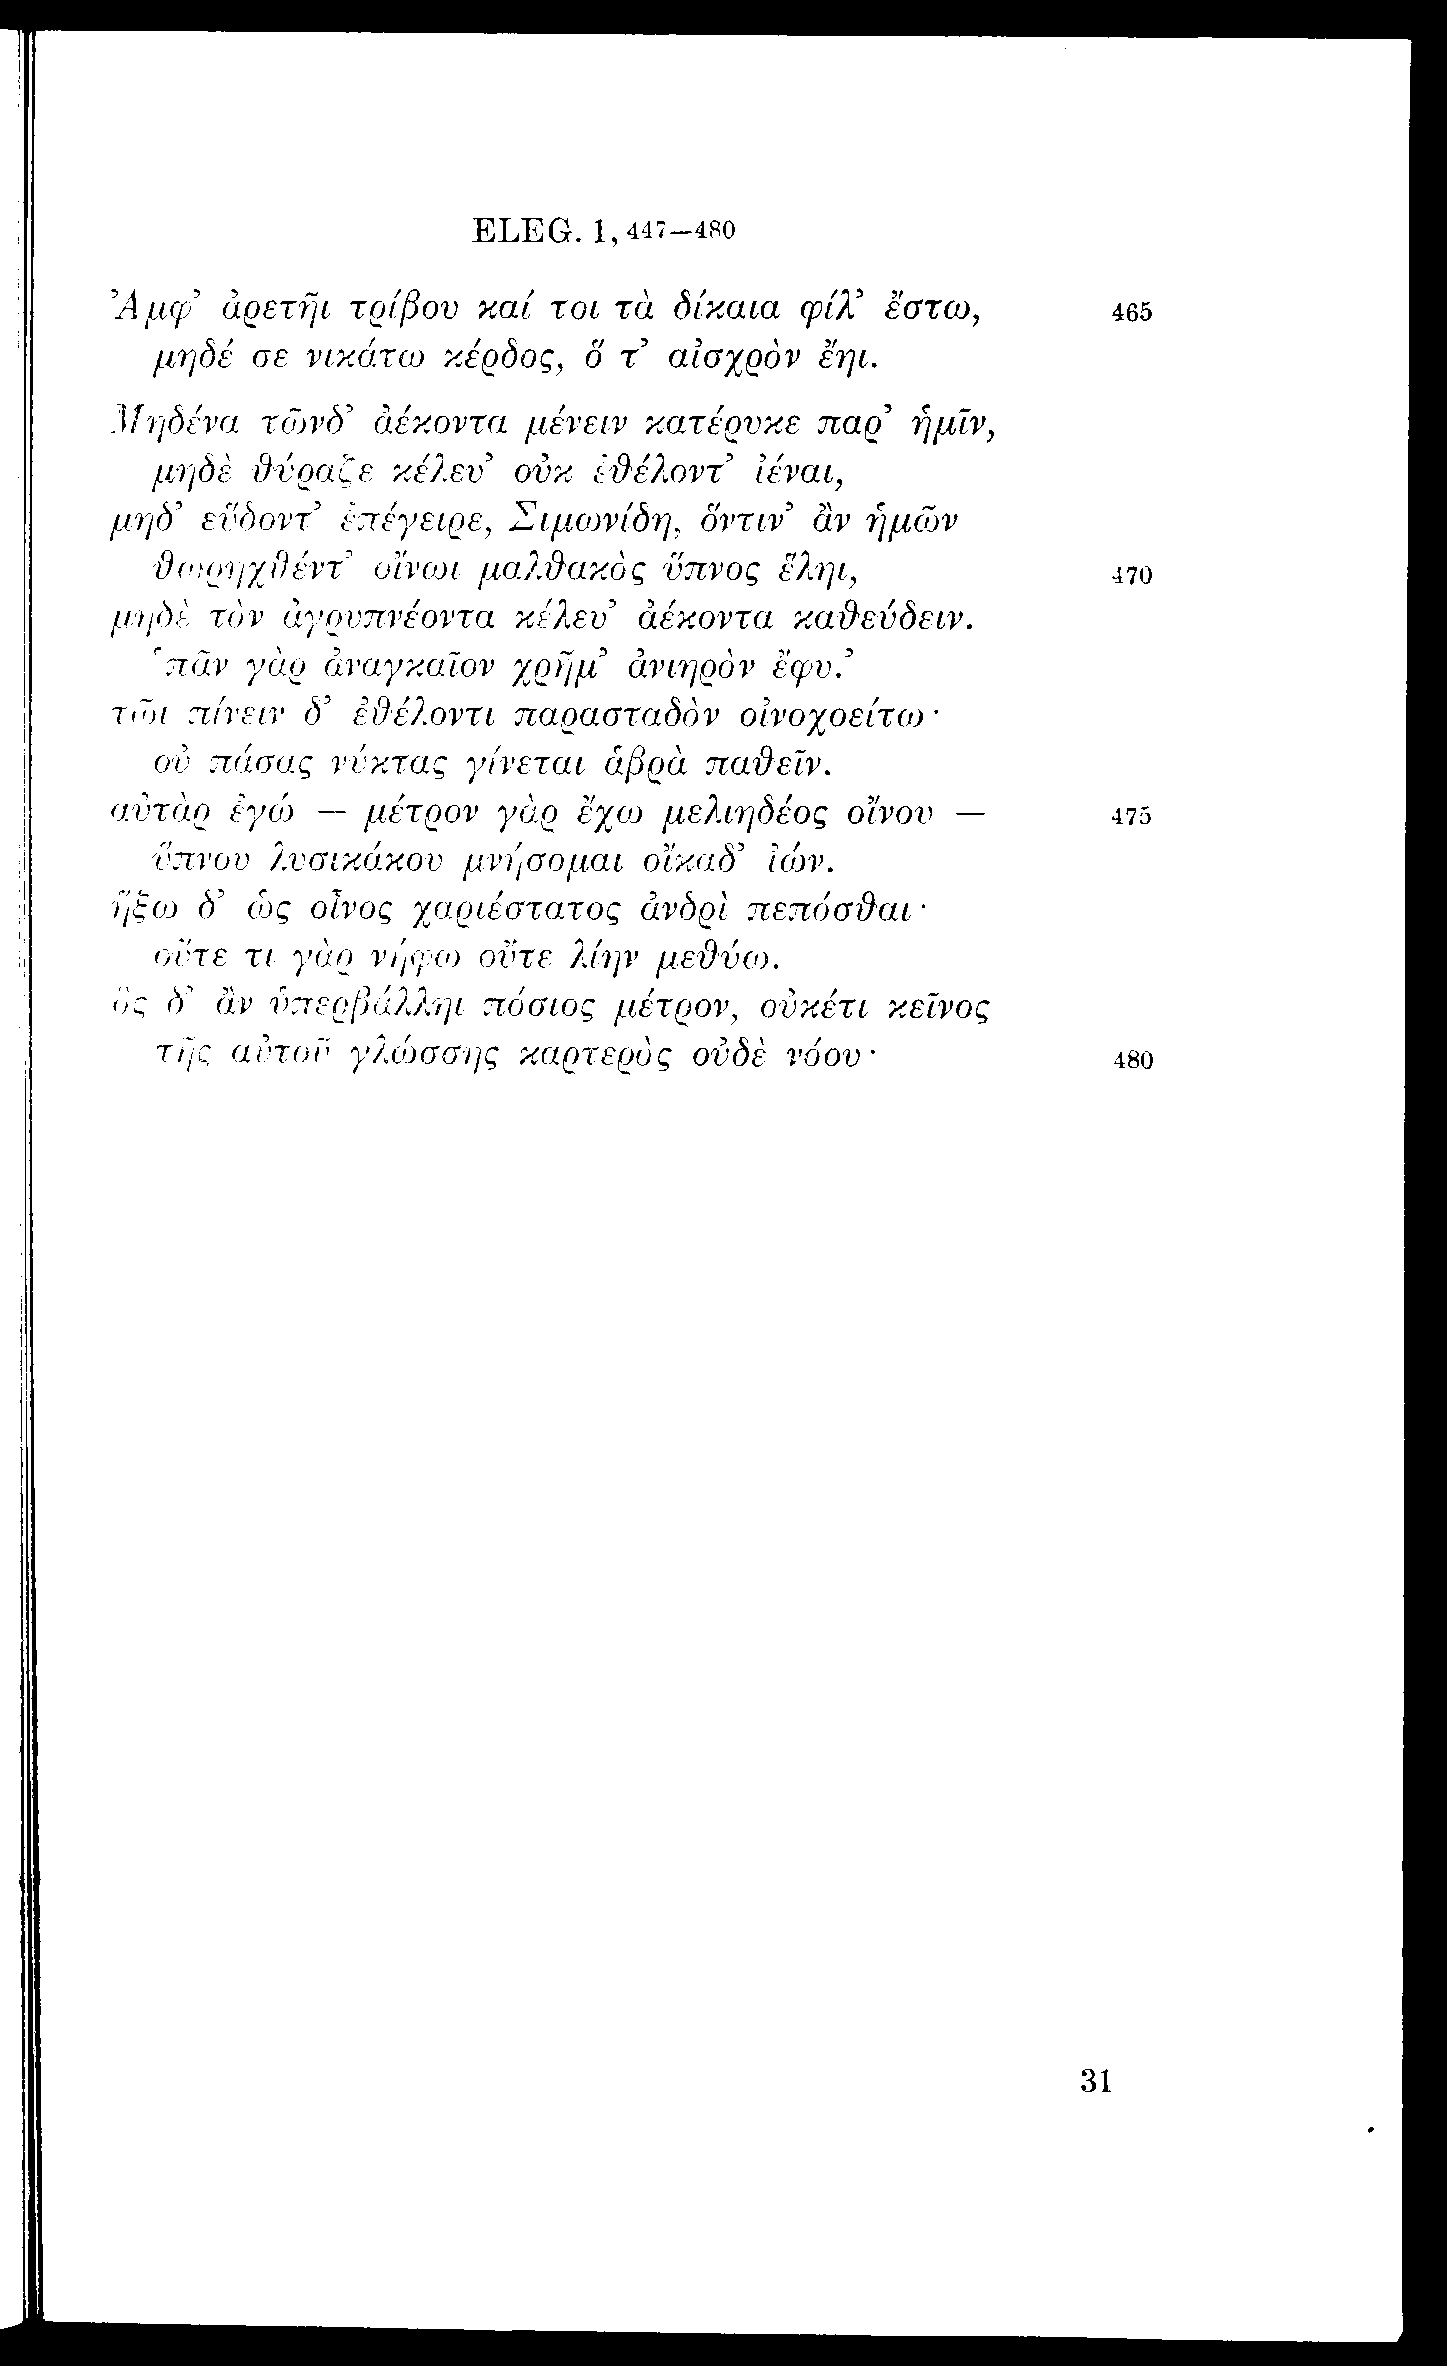 ELEG. 1, 447—480
Ἀμφ’ ἀρετῆι τρίβου καί τοι τὰ δίκαια φίλ’ ἔστω, 465
μηδέ σε νικάτω κέρδος, ὅ τ’ αἰσχρὸν ἔηι.
Μηδένα τῶνδ’ ἀέκοντα μένειν κατέρυκε παρ’ ἡμῖν,
μηδὲ θύραζε κέλευ’ οὐκ ἐθέλοντ’ ἰέναι,
μηδ’ εὕδοντ’ ἐπέγειρε, Σιμωνίδη, ὅντιν’ ἂν ἡμῶν
θωρηχθέντ’ οἴνωι μαλθακὸς ὕπνος ἕληι, 470
μηδὲ τὸν ἀγρυπνέοντα κέλευ’ ἀέκοντα καθεύδειν.
‘πᾶν γὰρ ἀναγκαῖον χρῆμ’ ἀνιηρὸν ἔφυ.’
τῶι πίνειν δ’ ἐθέλοντι παρασταδὸν οἰνοχοείτω·
οὐ πάσας νύκτας γίνεται ἁβρὰ παθεῖν.
αὐτὰρ ἐγώ — μέτρον γὰρ ἔχω μελιηδέος οἴνου — 475
ὕπνου λυσικάκου μνήσομαι οἴκαδ’ ἰών.
ἥξω δ’ ὡς οἶνος χαριέστατος ἀνδρὶ πεπόσθαι·
οὔτε τι γὰρ νήφω οὔτε λίην μεθύω.
ὃς δ’ ἂν ὑπερβάλληι πόσιος μέτρον, οὐκέτι κεῖνος
τῆς αὐτοῦ γλώσσης καρτερὸς οὐδὲ νόου· 480
31